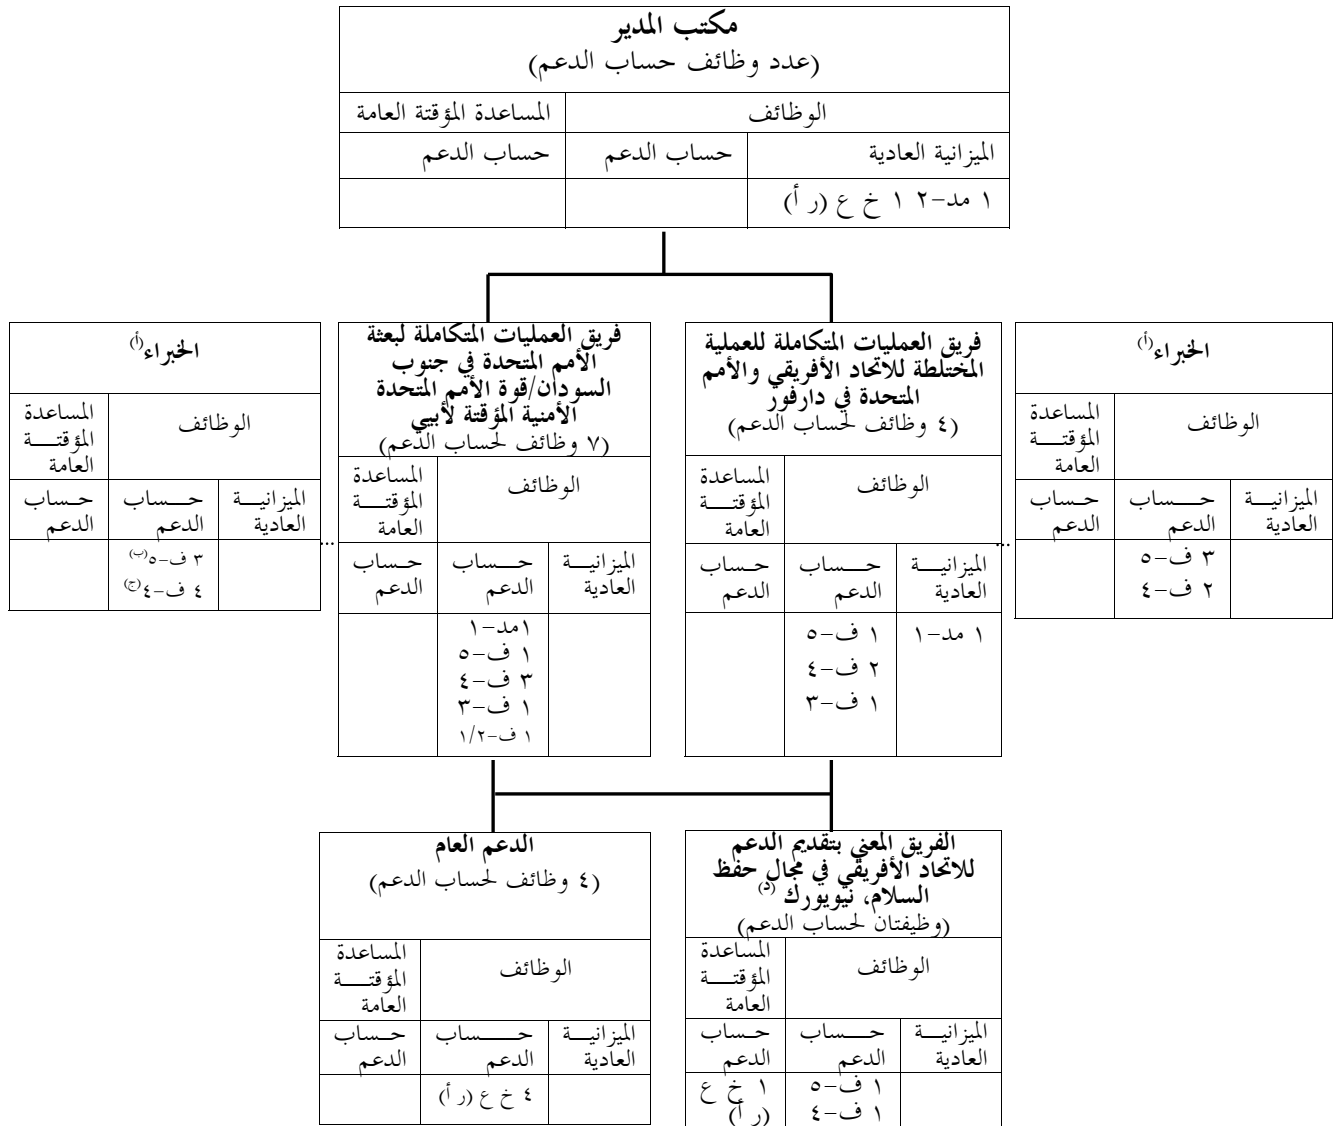 مكتب المدير
(عدد وظائف حساب الدعم)
الوظائف
المساعدة المؤقتة العامة
الميزانية العادية
حساب الدعم
حساب الدعم
١ مد-٢ ١ خ ع (ر أ)
الخبراء(أ)
الوظائف
المساعدة
المؤقتة
العامة
الميزانية
العادية
حساب
الدعم
حساب
الدعم
٣ ف-٥
٢ ف-٤
...
فريق العمليات المتكاملة للعملية
المختلطة للاتحاد الأفريقي والأمم
المتحدة في دارفور
(٤ وظائف لحساب الدعم)
الوظائف
المساعدة
المؤقتة
العامة
الميزانية
العادية
حساب
الدعم
حساب
الدعم
١ مد-١
١ ف-٥
٢ ف-٤
١ ف-٣
فريق العمليات المتكاملة لبعثة
الأمم المتحدة في جنوب
السودان/قوة الأمم المتحدة
الأمنية المؤقتة لأبيي
(٧ وظائف لحساب الدعم)
الوظائف
المساعدة
المؤقتة
العامة
الميزانية
العادية
حساب
الدعم
حساب
الدعم
١مد-١
١ ف-٥
٣ ف-٤
١ ف-٣
١ ف-١/٢
...
الخبراء(أ)
الوظائف
المساعدة
المؤقتة
العامة
الميزانية
العادية
حساب
الدعم
حساب
الدعم
٣ ف-٥(ب)
٤ ف-٤(ج)
الفريق المعني بتقديم الدعم
للاتحاد الأفريقي في مجال حفظ
السلام، نيويورك (د)
(وظيفتان لحساب الدعم)
الوظائف
المساعدة
المؤقتة
العامة
الميزانية
العادية
حساب
الدعم
حساب
الدعم
١ ف-٥
١ ف-٤
١ خ ع
(ر أ)
الدعم العام
(٤ وظائف لحساب الدعم)
الوظائف
المساعدة
المؤقتة
العامة
الميزانية
العادية
حساب
الدعم
حساب
الدعم
٤ خ ع (ر أ)